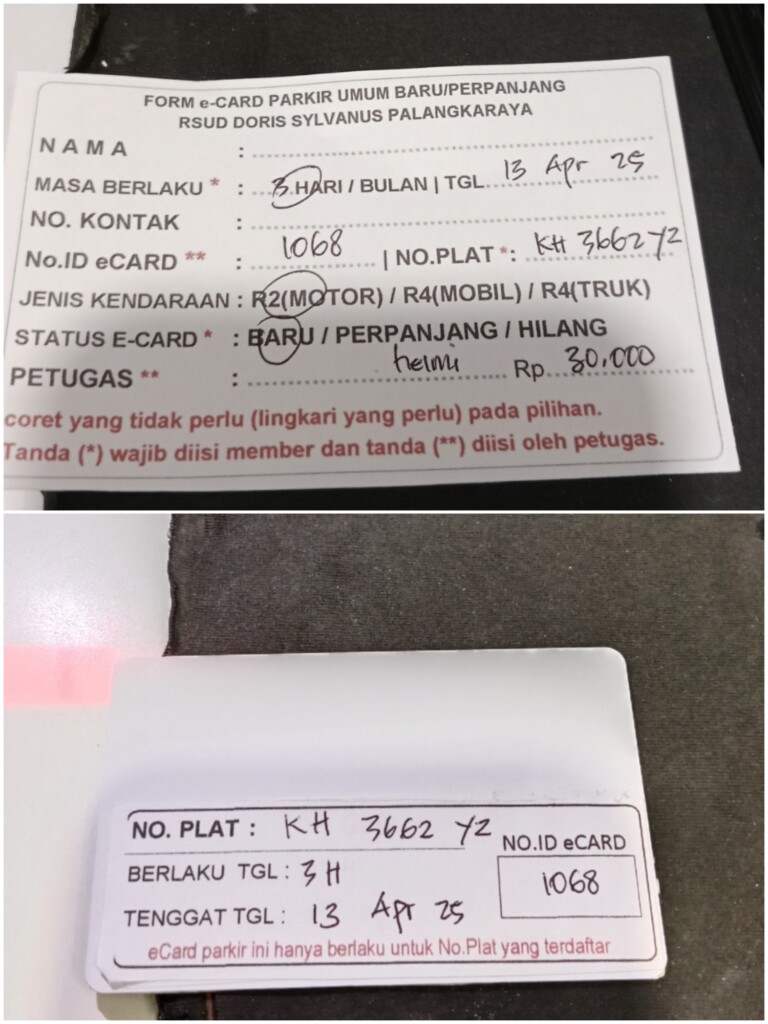 FORM e-CARD PARKIR UMUM BARU/PERPANJANG
RSUD DORIS SYLVANUS PALANGKARAYA
NAMA :
MASA BERLAKU * : 3 HARI / BULAN | TGL 13 Apr 25
NO. KONTAK :
No.ID eCARD ** : 1068 | NO.PLAT *: KH 3662 YZ
JENIS KENDARAAN : R2(MOTOR) / R4(MOBIL) / R4(TRUK)
STATUS E-CARD * : BARU / PERPANJANG / HILANG
PETUGAS ** : helmi Rp 30.000
coret yang tidak perlu (lingkari yang perlu) pada pilihan.
Tanda (*) wajib diisi member dan tanda (**) diisi oleh petugas.
NO. PLAT : KH 3662 YZ
NO.ID eCARD
BERLAKU TGL : 3 H
1068
TENGGAT TGL : 13 Apr 25
eCard parkir ini hanya berlaku untuk No.Plat yang terdaftar